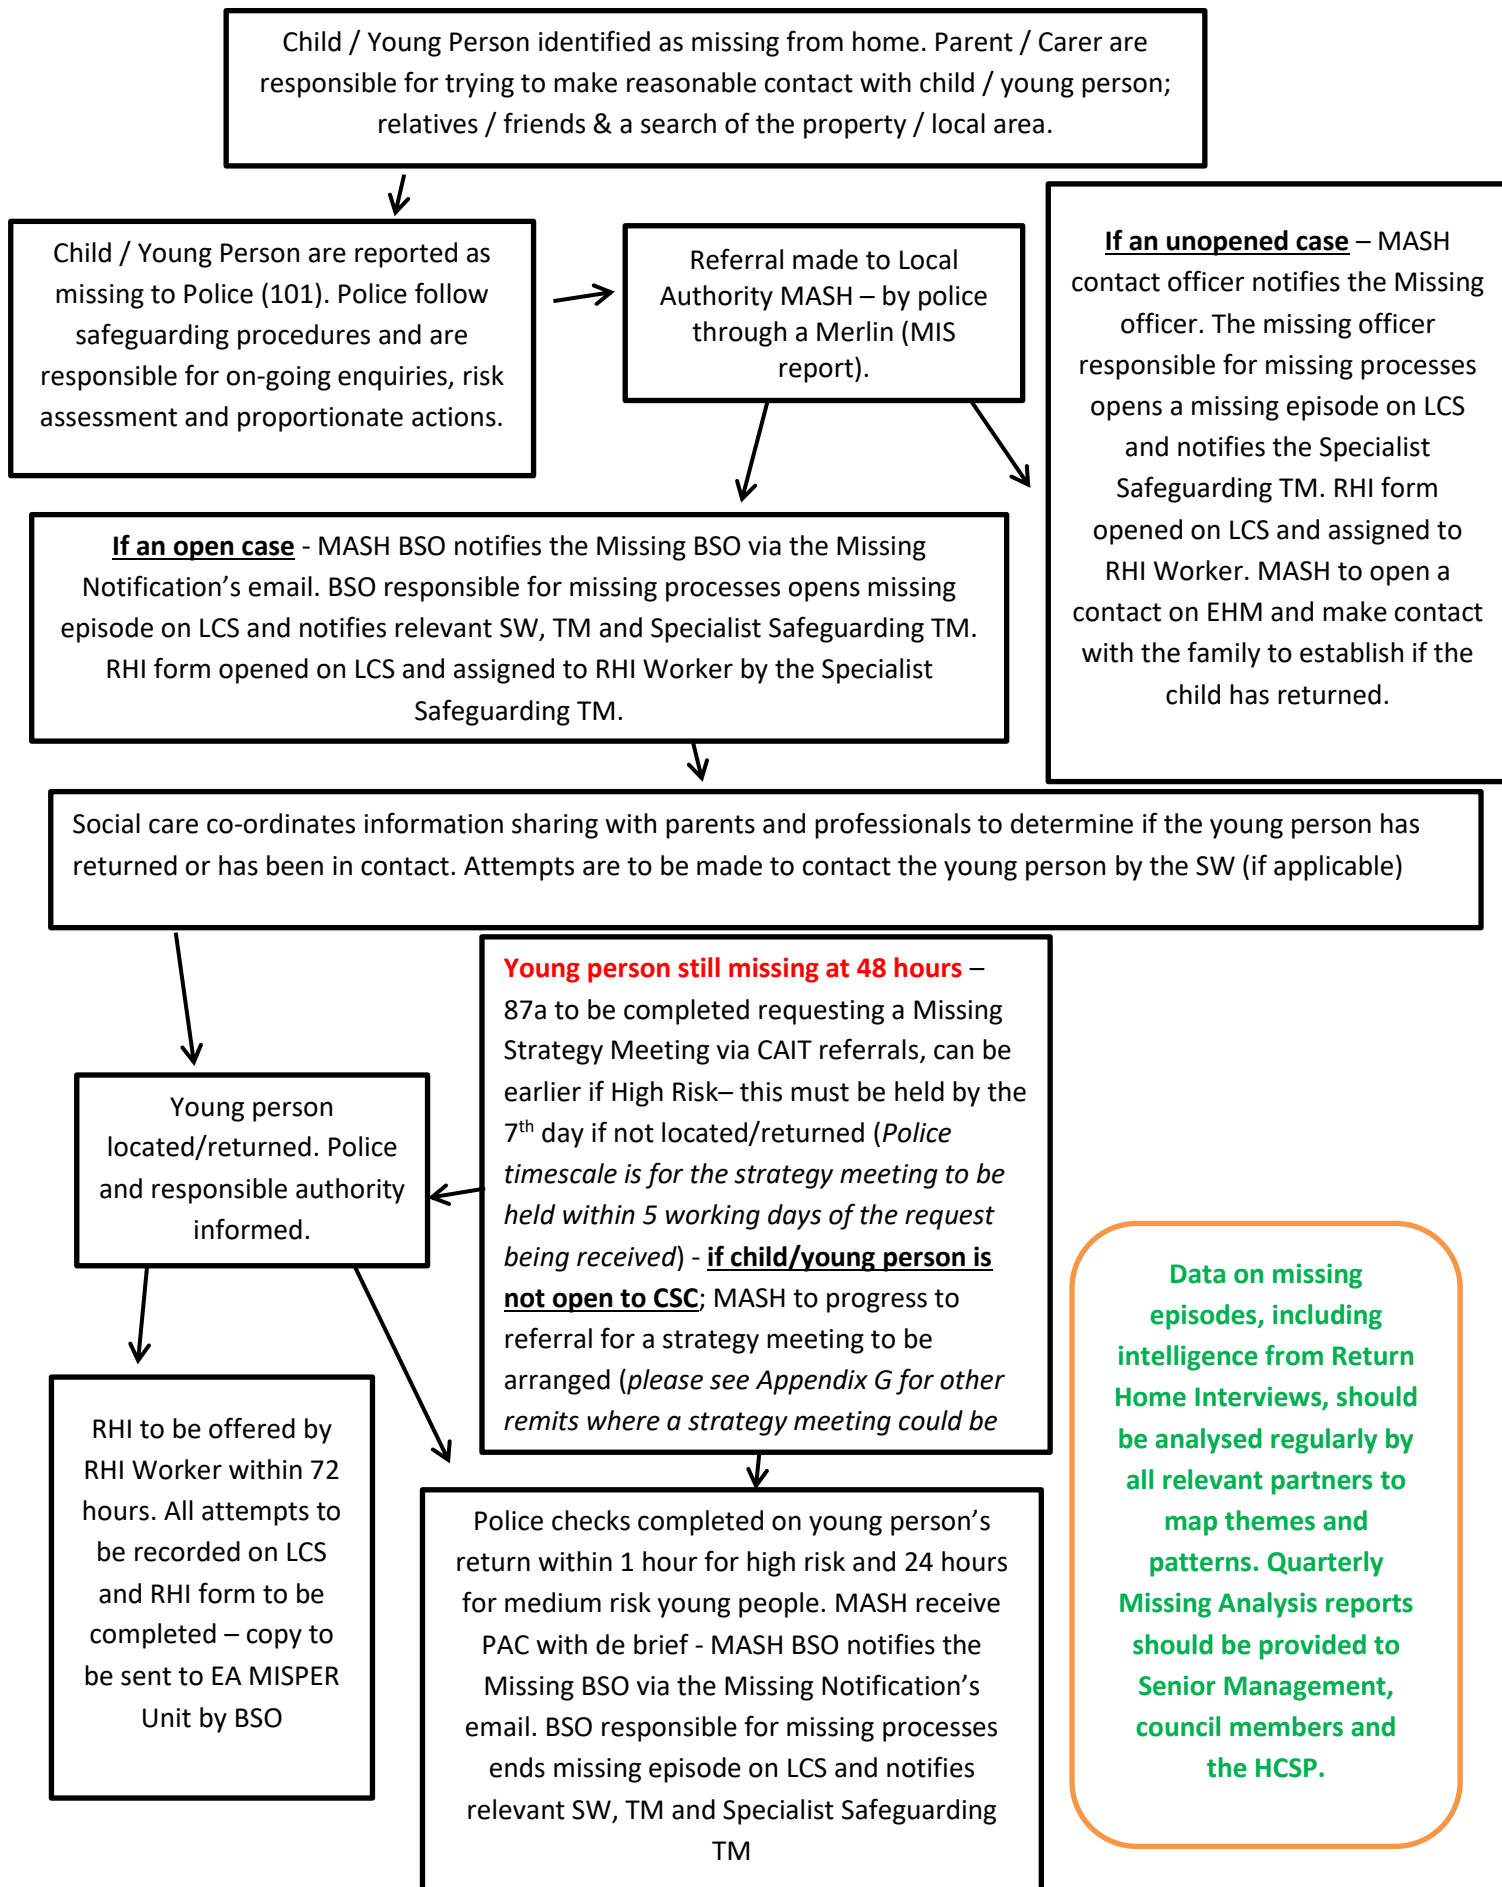 Child / Young Person identified as missing from home. Parent / Carer are
responsible for trying to make reasonable contact with child / young person;
relatives / friends & a search of the property / local area.
Child / Young Person are reported as
missing to Police (101). Police follow
safeguarding procedures and are
responsible for on-going enquiries, risk
assessment and proportionate actions.
Referral made to Local
Authority MASH – by police
through a Merlin (MIS
report).
If an unopened case – MASH
contact officer notifies the Missing
officer. The missing officer
responsible for missing processes
opens a missing episode on LCS
and notifies the Specialist
Safeguarding TM. RHI form
opened on LCS and assigned to
RHI Worker. MASH to open a
contact on EHM and make contact
with the family to establish if the
child has returned.
If an open case - MASH BSO notifies the Missing BSO via the Missing
Notification’s email. BSO responsible for missing processes opens missing
episode on LCS and notifies relevant SW, TM and Specialist Safeguarding TM.
RHI form opened on LCS and assigned to RHI Worker by the Specialist
Safeguarding TM.
Social care co-ordinates information sharing with parents and professionals to determine if the young person has
returned or has been in contact. Attempts are to be made to contact the young person by the SW (if applicable)
Young person still missing at 48 hours –
87a to be completed requesting a Missing
Strategy Meeting via CAIT referrals, can be
earlier if High Risk– this must be held by the
7th day if not located/returned (Police
timescale is for the strategy meeting to be
held within 5 working days of the request
being received) - if child/young person is
not open to CSC; MASH to progress to
referral for a strategy meeting to be
arranged (please see Appendix G for other
remits where a strategy meeting could be
Young person
located/returned. Police
and responsible authority
informed.
RHI to be offered by
RHI Worker within 72
hours. All attempts to
be recorded on LCS
and RHI form to be
completed – copy to
be sent to EA MISPER
Unit by BSO
Police checks completed on young person’s
return within 1 hour for high risk and 24 hours
for medium risk young people. MASH receive
PAC with de brief - MASH BSO notifies the
Missing BSO via the Missing Notification’s
email. BSO responsible for missing processes
ends missing episode on LCS and notifies
relevant SW, TM and Specialist Safeguarding
TM
Data on missing
episodes, including
intelligence from Return
Home Interviews, should
be analysed regularly by
all relevant partners to
map themes and
patterns. Quarterly
Missing Analysis reports
should be provided to
Senior Management,
council members and
the HCSP.